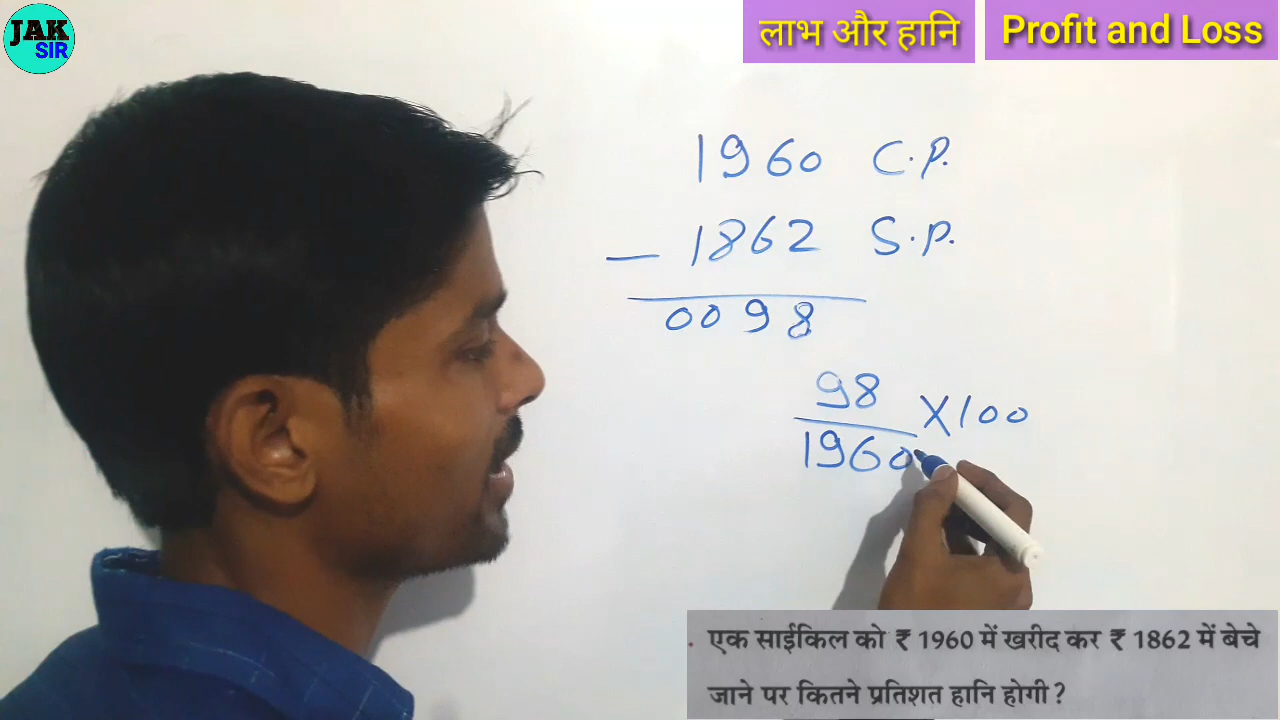 JAK
SIR
लाभ और हानि
Profit and Loss
1960 C.P.
- 1862 S.P.
0098
98
1960
X 100
एक साईकिल को ₹ 1960 में खरीद कर ₹ 1862 में बेचे
जाने पर कितने प्रतिशत हानि होगी ?